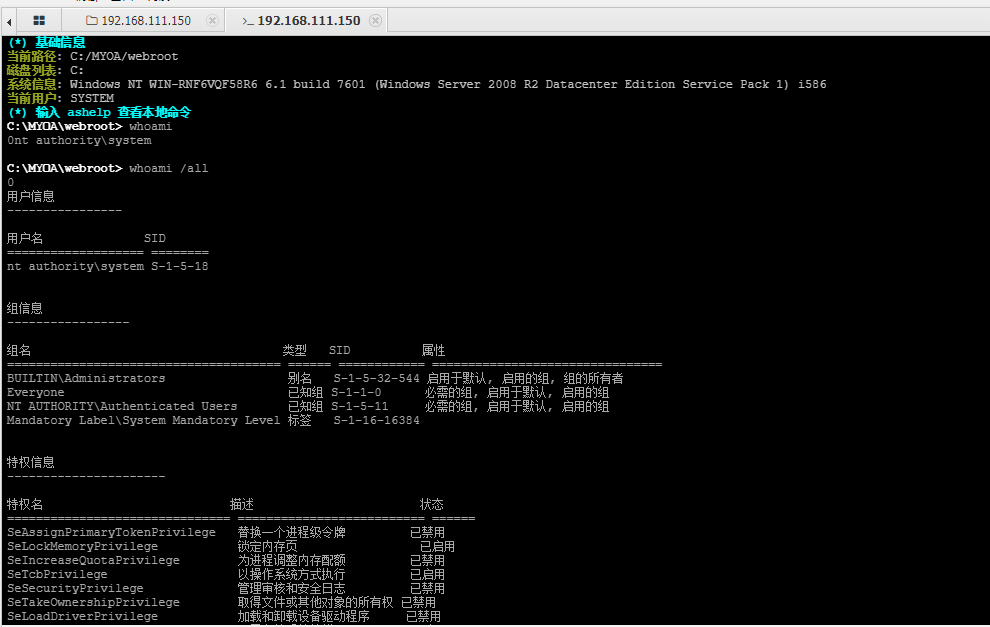 192.168.111.150
>_ 192.168.111.150
(*) 基础信息
当前路径: C:/MYOA/webroot
磁盘列表: C:
系统信息: Windows NT WIN-RNF6VQF58R6 6.1 build 7601 (Windows Server 2008 R2 Datacenter Edition Service Pack 1) i586
当前用户: SYSTEM
(*) 输入 ashelp 查看本地命令
C:\MYOA\webroot> whoami
0nt authority\system
C:\MYOA\webroot> whoami /all
0
用户信息
----------------
用户名 SID
=================== ========
nt authority\system S-1-5-18
组信息
-----------------
组名 类型 SID 属性
====================================== ====== ============ ================================
BUILTIN\Administrators 别名 S-1-5-32-544 启用于默认, 启用的组, 组的所有者
Everyone 已知组 S-1-1-0 必需的组, 启用于默认, 启用的组
NT AUTHORITY\Authenticated Users 已知组 S-1-5-11 必需的组, 启用于默认, 启用的组
Mandatory Label\System Mandatory Level 标签 S-1-16-16384
特权信息
----------------------
特权名 描述 状态
=============================== ========================== ======
SeAssignPrimaryTokenPrivilege 替换一个进程级令牌 已禁用
SeLockMemoryPrivilege 锁定内存页 已启用
SeIncreaseQuotaPrivilege 为进程调整内存配额 已禁用
SeTcbPrivilege 以操作系统方式执行 已启用
SeSecurityPrivilege 管理审核和安全日志 已禁用
SeTakeOwnershipPrivilege 取得文件或其他对象的所有权 已禁用
SeLoadDriverPrivilege 加载和卸载设备驱动程序 已禁用